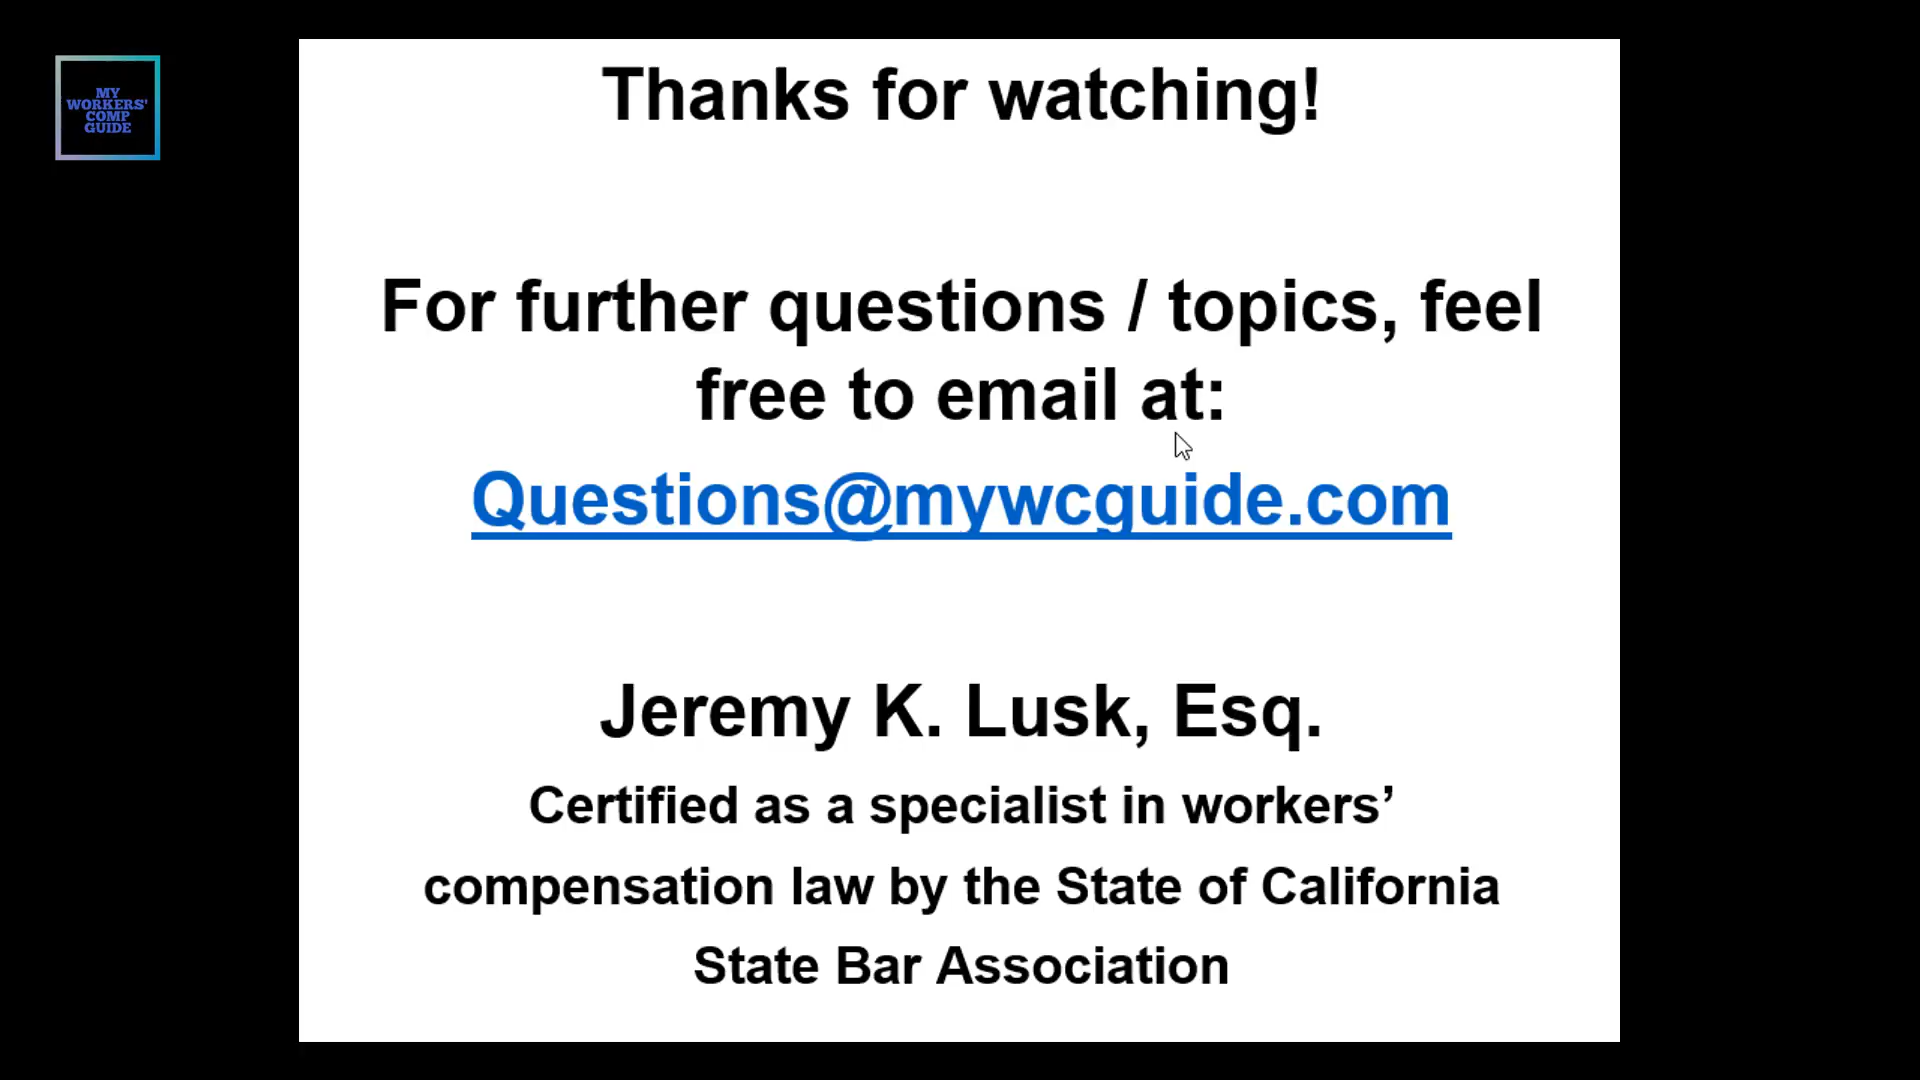 MY
WORKERS'
COMP
GUIDE
Thanks for watching!
For further questions / topics, feel
free to email at:
Questions@mywcguide.com
Jeremy K. Lusk, Esq.
Certified as a specialist in workers’
compensation law by the State of California
State Bar Association